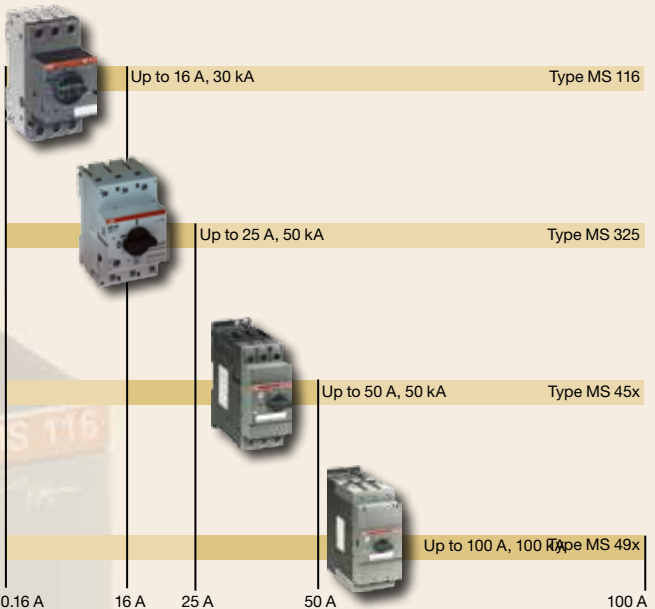 Up to 16 A, 30 kA Type MS 116
Up to 25 A, 50 kA Type MS 325
Up to 50 A, 50 kA Type MS 45x
MS 116
Up to 100 A, 100 kA Type MS 49x
0.16 A 16 A 25 A 50 A 100 A